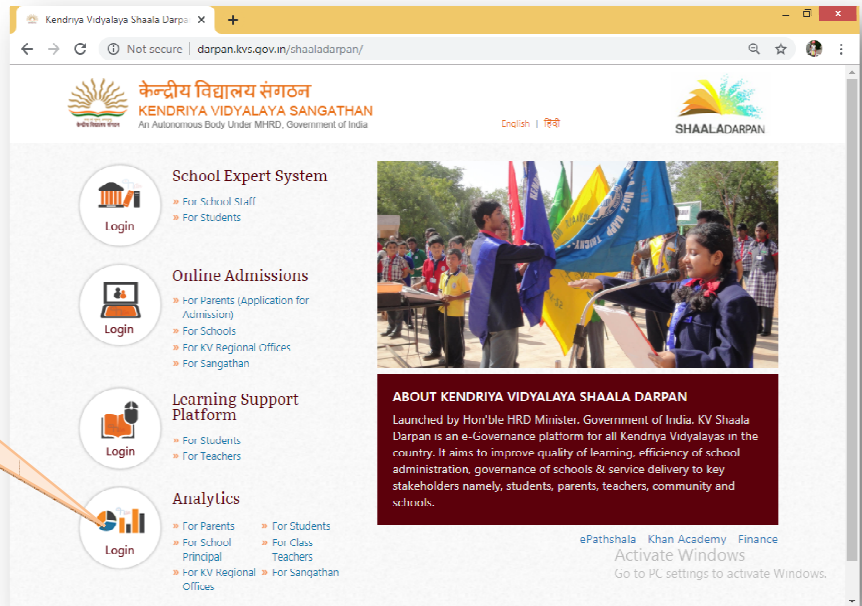 Kendriya Vidyalaya Shaala Darpa
Not secure | darpan.kvs.gov.in/shaaladarpan/
केन्द्रीय विद्यालय संगठन
KENDRIYA VIDYALAYA SANGATHAN
An Autonomous Body Under MHRD, Government of India
केन्द्रीय विद्यालय संगठन
English | हिंदी
SHAALADARPAN
School Expert System
» For School Staff
» For Students
Login
Online Admissions
» For Parents (Application for
Admission)
» For Schools
» For KV Regional Offices
» For Sangathan
Login
Learning Support
Platform
» For Students
» For Teachers
Login
Analytics
» For Parents » For Students
» For School » For Class
Principal Teachers
» For KV Regional » For Sangathan
Offices
Login
ABOUT KENDRIYA VIDYALAYA SHAALA DARPAN
Launched by Hon'ble HRD Minister, Government of India, KV Shaala
Darpan is an e-Governance platform for all Kendriya Vidyalayas in the
country. It aims to improve quality of learning, efficiency of school
administration, governance of schools & service delivery to key
stakeholders namely, students, parents, teachers, community and
schools.
ePathshala Khan Academy Finance
Activate Windows
Go to PC settings to activate Windows.